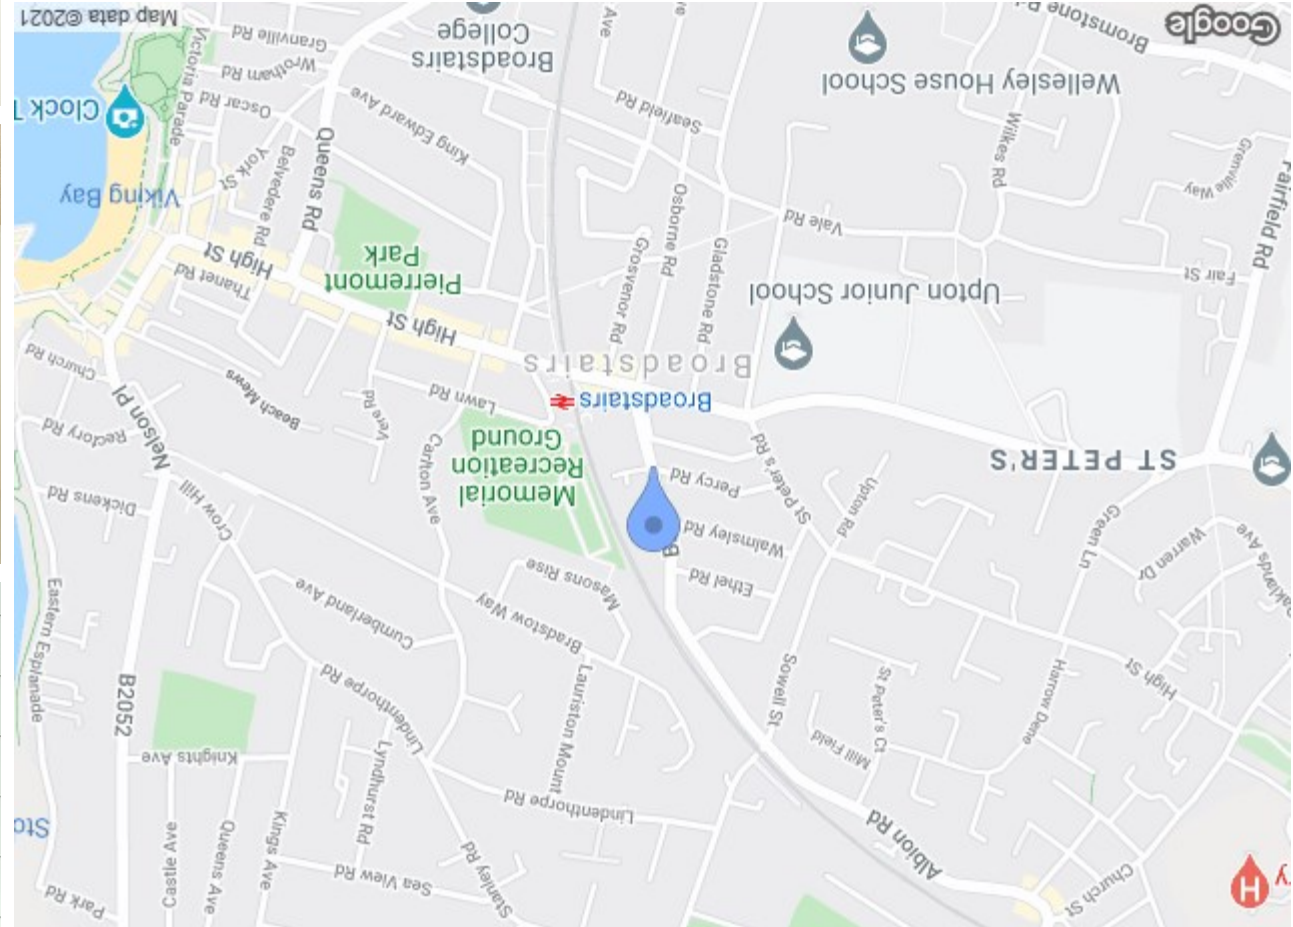 Church St
Park Rd
Albion Rd
Stanley Rd
Sea View Rd
Castle Ave
Queens Ave
Kings Ave
Sto
Lindenthorpe Rd
Lyndhurst Rd
Knights Ave
Mill Field
St Peter's Ct
Harrow Dene
High St
Sowell St
Lauriston Mount
Lindenthorpe Rd
B2052
Eastern Esplanade
Bradstow Way
Cumberland Ave
Masons Rise
Ethel Rd
Warren Dr
aklands Ave
Green Ln
Walmsley Rd
Upton Rd
St Peter's Rd
Percy Rd
Crow Hill
Dickens Rd
Memorial
Recreation
Ground
Carlton Ave
ST PETER'S
Nelson Pl
Rectory Rd
Broadstairs
Lawn Rd
Vere Rd
Beach Mews
Church Rd
Broadstairs
High St
Upton Junior School
Gladstone Rd
Grosvenor Rd
Osborne Rd
Pierremont
Park
Thanet Rd
High St
Fair St
Fairfield Rd
Vale Rd
Queens Rd
Belvedere Rd
York St
Viking Bay
Grenville Way
Wilkes Rd
King Edward Ave
Seafield Rd
Oscar Rd
Clock T
Wellesley House School
Wrotham Rd
Victoria Parade
Broadstairs
College
Granville Rd
Bromstone Rd
Ave
Google
Map data ©2021